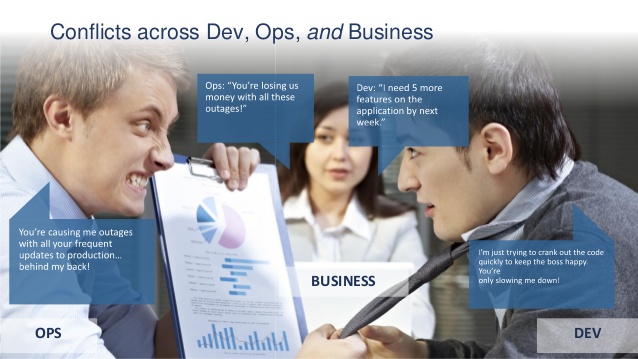 Conflicts across Dev, Ops, and Business
Ops: “You’re losing us
money with all these
outages!”
Dev: “I need 5 more
features on the
application by next
week.”
You’re causing me outages
with all your frequent
updates to production…
behind my back!
I’m just trying to crank out the code
quickly to keep the boss happy.
You’re
only slowing me down!
BUSINESS
OPS
DEV